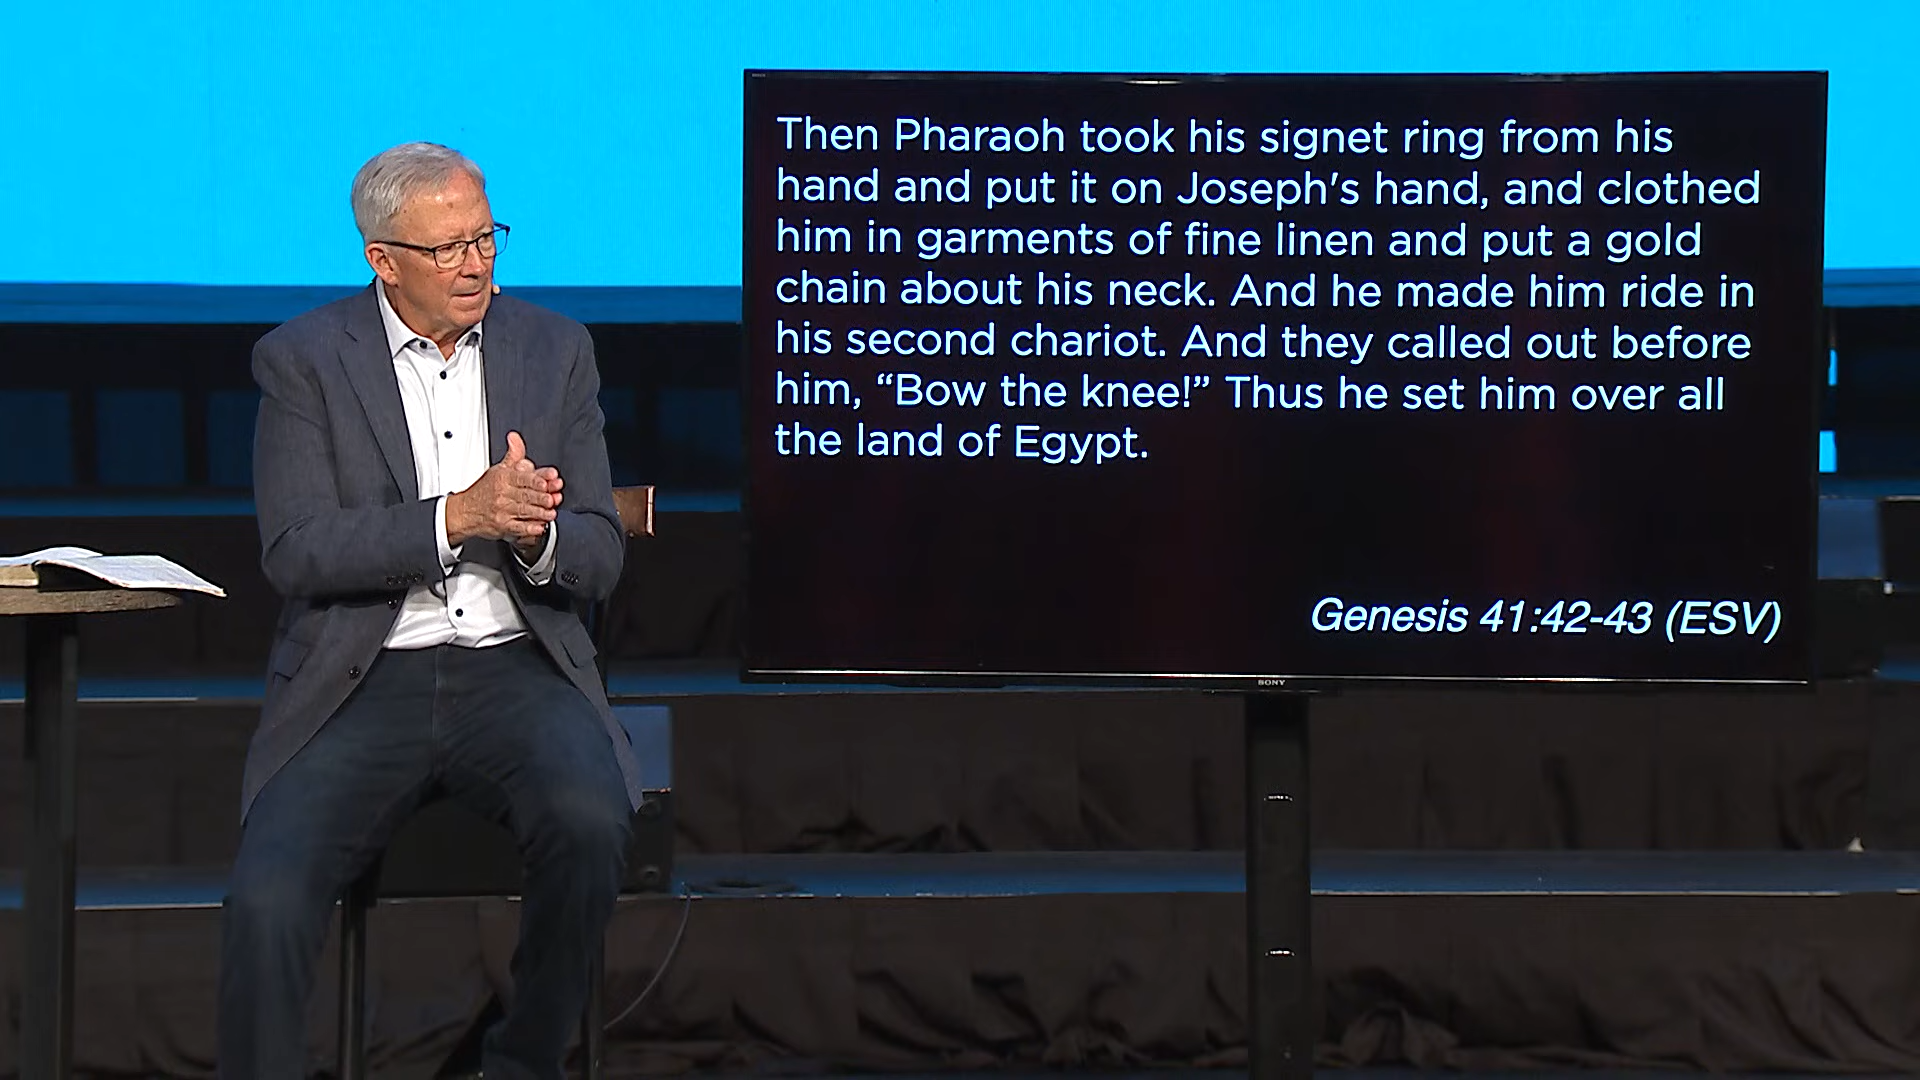 Then Pharaoh took his signet ring from his
hand and put it on Joseph's hand, and clothed
him in garments of fine linen and put a gold
chain about his neck. And he made him ride in
his second chariot. And they called out before
him, “Bow the knee!” Thus he set him over all
the land of Egypt.
Genesis 41:42-43 (ESV)
SONY